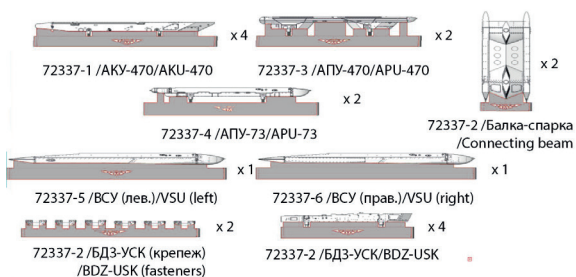 x 4
x 2
72337-1 /АКУ-470/AKU-470
72337-3 /АПУ-470/APU-470
x 2
x 2
72337-4 /АПУ-73/APU-73
72337-2 /Балка-спарка
/Connecting beam
x 1
x 1
72337-5 /ВСУ (лев.)/VSU (left)
72337-6 /ВСУ (прав.)/VSU (right)
x 2
x 4
72337-2 /БДЗ-УСК (крепеж)
/BDZ-USK (fasteners)
72337-2 /БДЗ-УСК/BDZ-USK